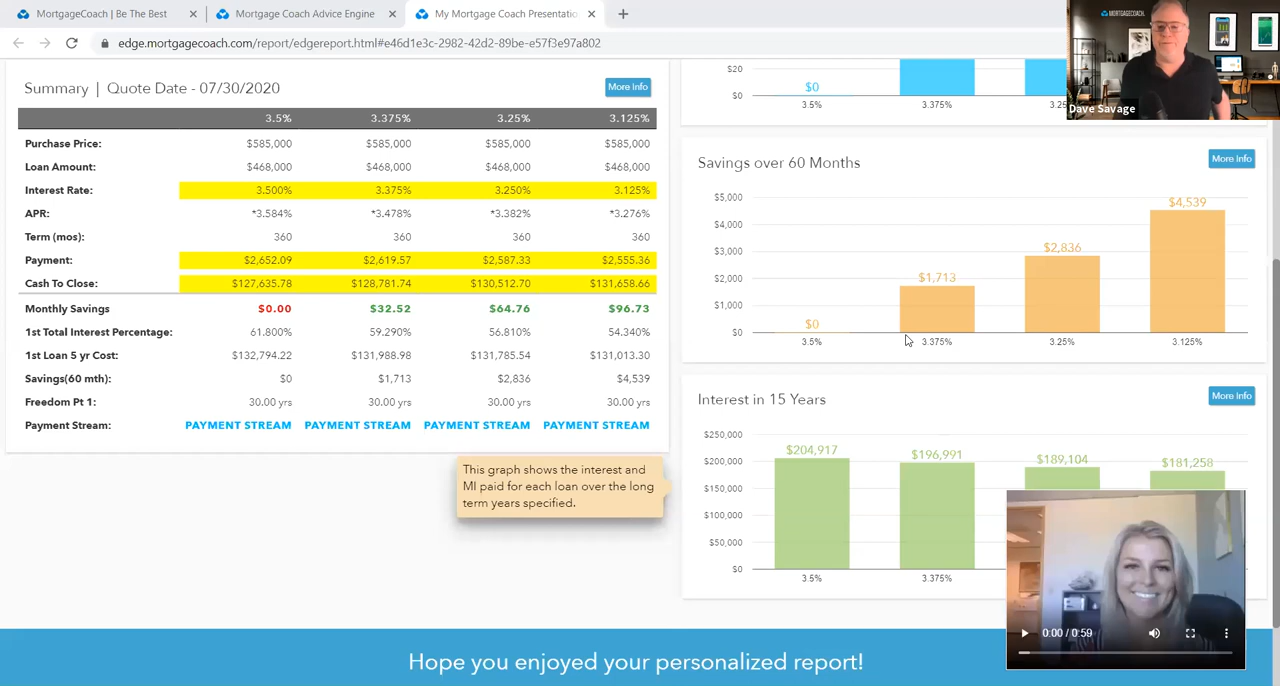 MortgageCoach | Be The Best
Mortgage Coach Advice Engine
My Mortgage Coach Presentatio
edge.mortgagecoach.com/report/edgereport.html#e46d1e3c-2982-42d2-89be-e57f3e97a802
MORTGAGECOACH.
Dave Savage
Summary | Quote Date - 07/30/2020
More Info
3.5% 3.375% 3.25% 3.125%
Purchase Price: $585,000 $585,000 $585,000 $585,000
Loan Amount: $468,000 $468,000 $468,000 $468,000
Interest Rate: 3.500% 3.375% 3.250% 3.125%
APR: *3.584% *3.478% *3.382% *3.276%
Term (mos): 360 360 360 360
Payment: $2,652.09 $2,619.57 $2,587.33 $2,555.36
Cash To Close: $127,635.78 $128,781.74 $130,512.70 $131,658.66
Monthly Savings $0.00 $32.52 $64.76 $96.73
1st Total Interest Percentage: 61.800% 59.290% 56.810% 54.340%
1st Loan 5 yr Cost: $132,794.22 $131,988.98 $131,785.54 $131,013.30
Savings(60 mth): $0 $1,713 $2,836 $4,539
Freedom Pt 1: 30.00 yrs 30.00 yrs 30.00 yrs 30.00 yrs
Payment Stream: PAYMENT STREAM PAYMENT STREAM PAYMENT STREAM PAYMENT STREAM
This graph shows the interest and
MI paid for each loan over the long
term years specified.
$20
$0
$0
3.5% 3.375% 3.25%
Savings over 60 Months
More Info
$5,000
$4,000
$3,000
$2,000
$1,000
$0
$0 $1,713 $2,836 $4,539
3.5% 3.375% 3.25% 3.125%
Interest in 15 Years
More Info
$250,000
$200,000
$150,000
$100,000
$50,000
$0
$204,917 $196,991 $189,104 $181,258
3.5% 3.375%
0:00 / 0:59
Hope you enjoyed your personalized report!